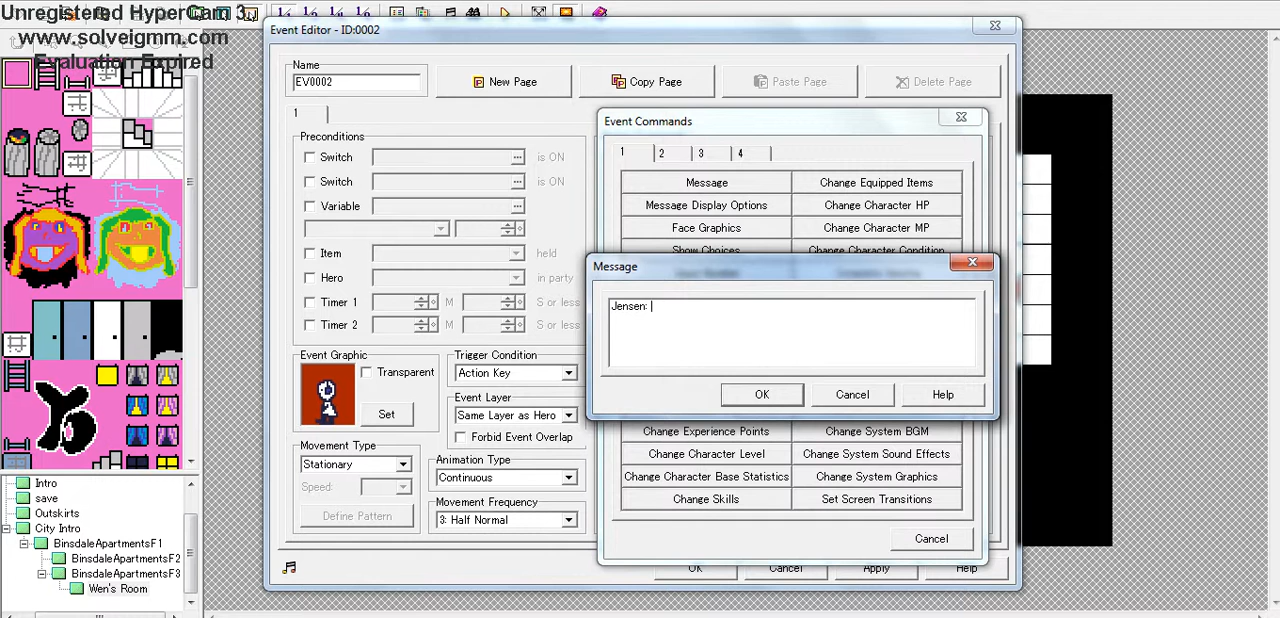 Unregistered HyperCam 3
www.solveigmm.com
Evaluation Expired
Event Editor - ID:0002
Name
EV0002
New Page
Copy Page
Paste Page
Delete Page
1
Preconditions
Switch
... is ON
Switch
... is ON
Variable
...
Item
held
Hero
in party
Timer 1
M
S or less
Timer 2
M
S or less
Event Graphic
Transparent
Set
Trigger Condition
Action Key
Event Layer
Same Layer as Hero
Forbid Event Overlap
Movement Type
Stationary
Speed:
Define Pattern
Animation Type
Continuous
Movement Frequency
3: Half Normal
Event Commands
1 2 3 4
Message
Change Equipped Items
Message Display Options
Change Character HP
Face Graphics
Change Character MP
Show Choices
Change Character Condition
Message
Jensen:
OK
Cancel
Help
Change Experience Points
Change System BGM
Change Character Level
Change System Sound Effects
Change Character Base Statistics
Change System Graphics
Change Skills
Set Screen Transitions
Cancel
OK
Cancel
Apply
Help
Intro
save
Outskirts
City Intro
BinsdaleApartmentsF1
BinsdaleApartmentsF2
BinsdaleApartmentsF3
Wen's Room